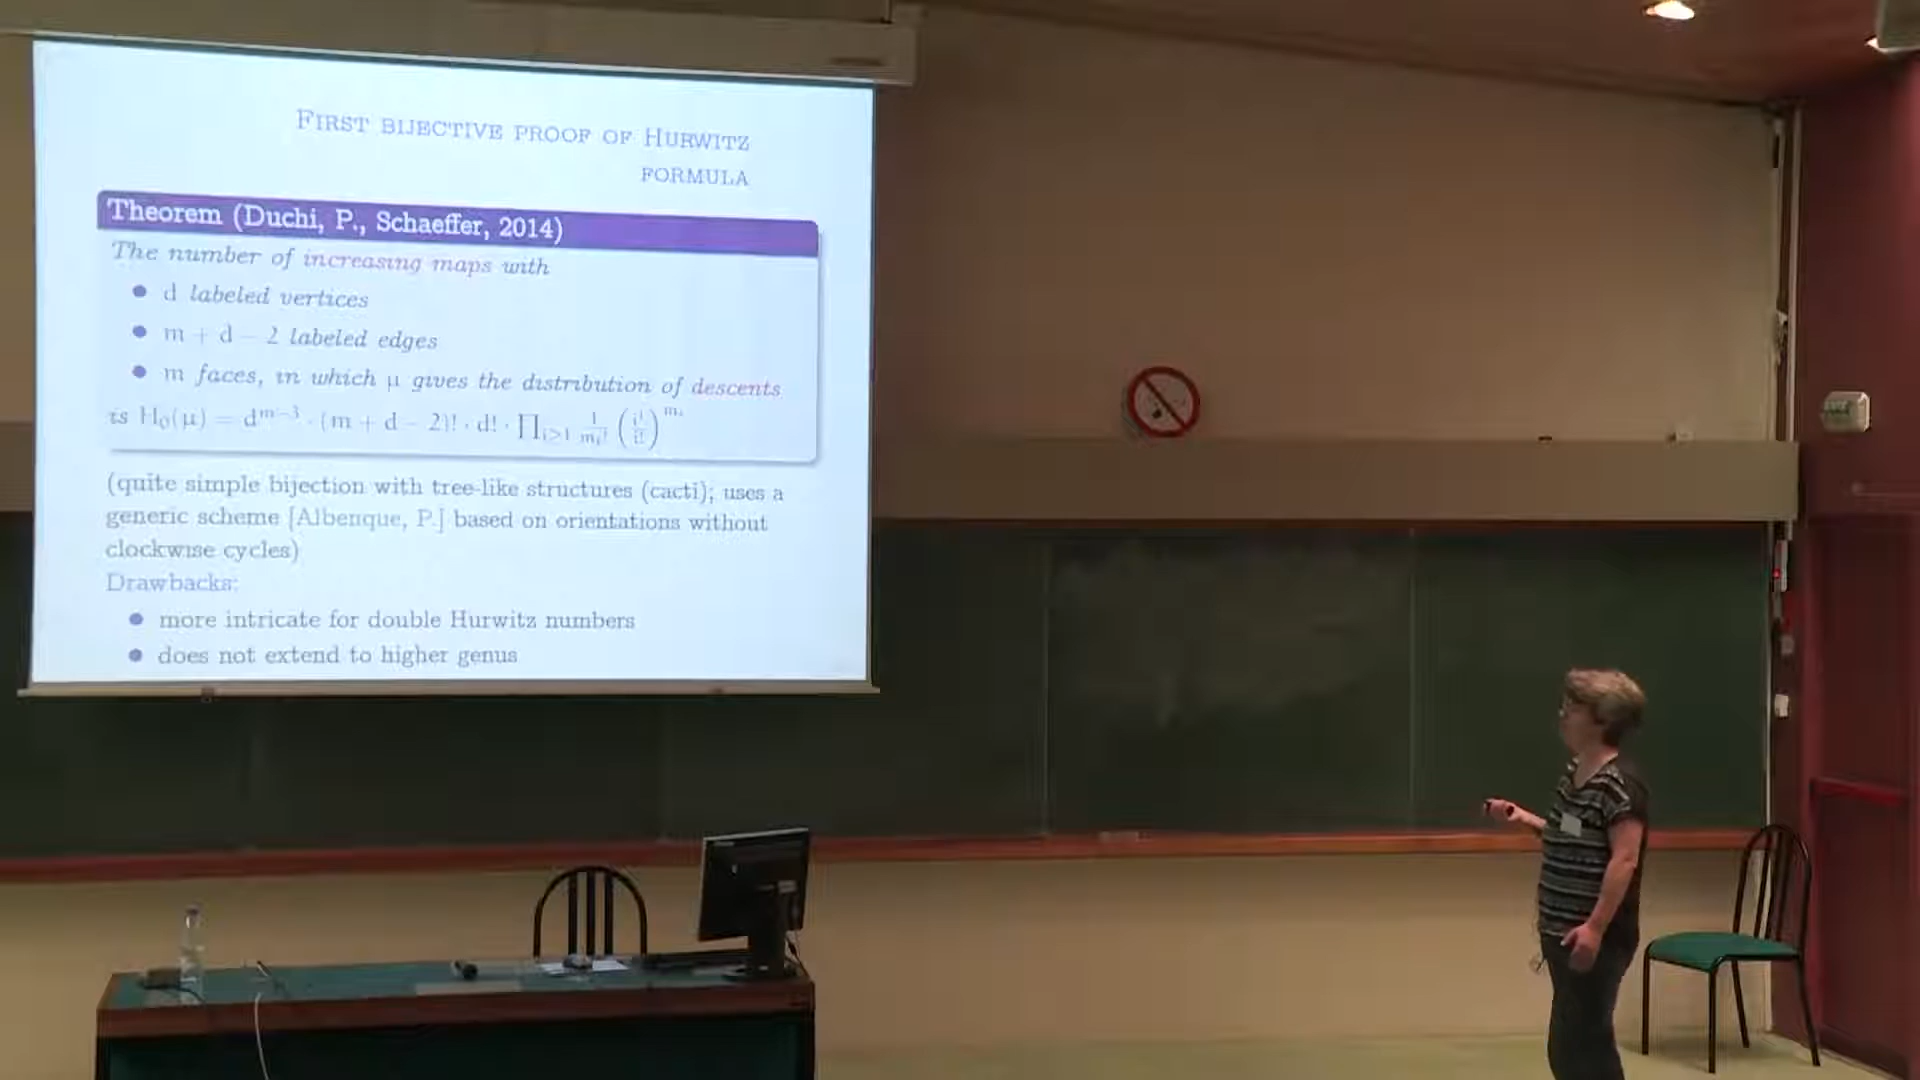 FIRST BIJECTIVE PROOF OF HURWITZ
FORMULA
Theorem (Duchi, P., Schaeffer, 2014)
The number of increasing maps with
● d labeled vertices
● m + d − 2 labeled edges
● m faces, in which μ gives the distribution of descents
is H₀(μ) = d^{m−3} · (m + d − 2)! · d! · ∏_{i≥1} 1/m_i! (i^i/i!)^{m_i}
(quite simple bijection with tree-like structures (cacti); uses a
generic scheme [Albenque, P.] based on orientations without
clockwise cycles)
Drawbacks:
● more intricate for double Hurwitz numbers
● does not extend to higher genus